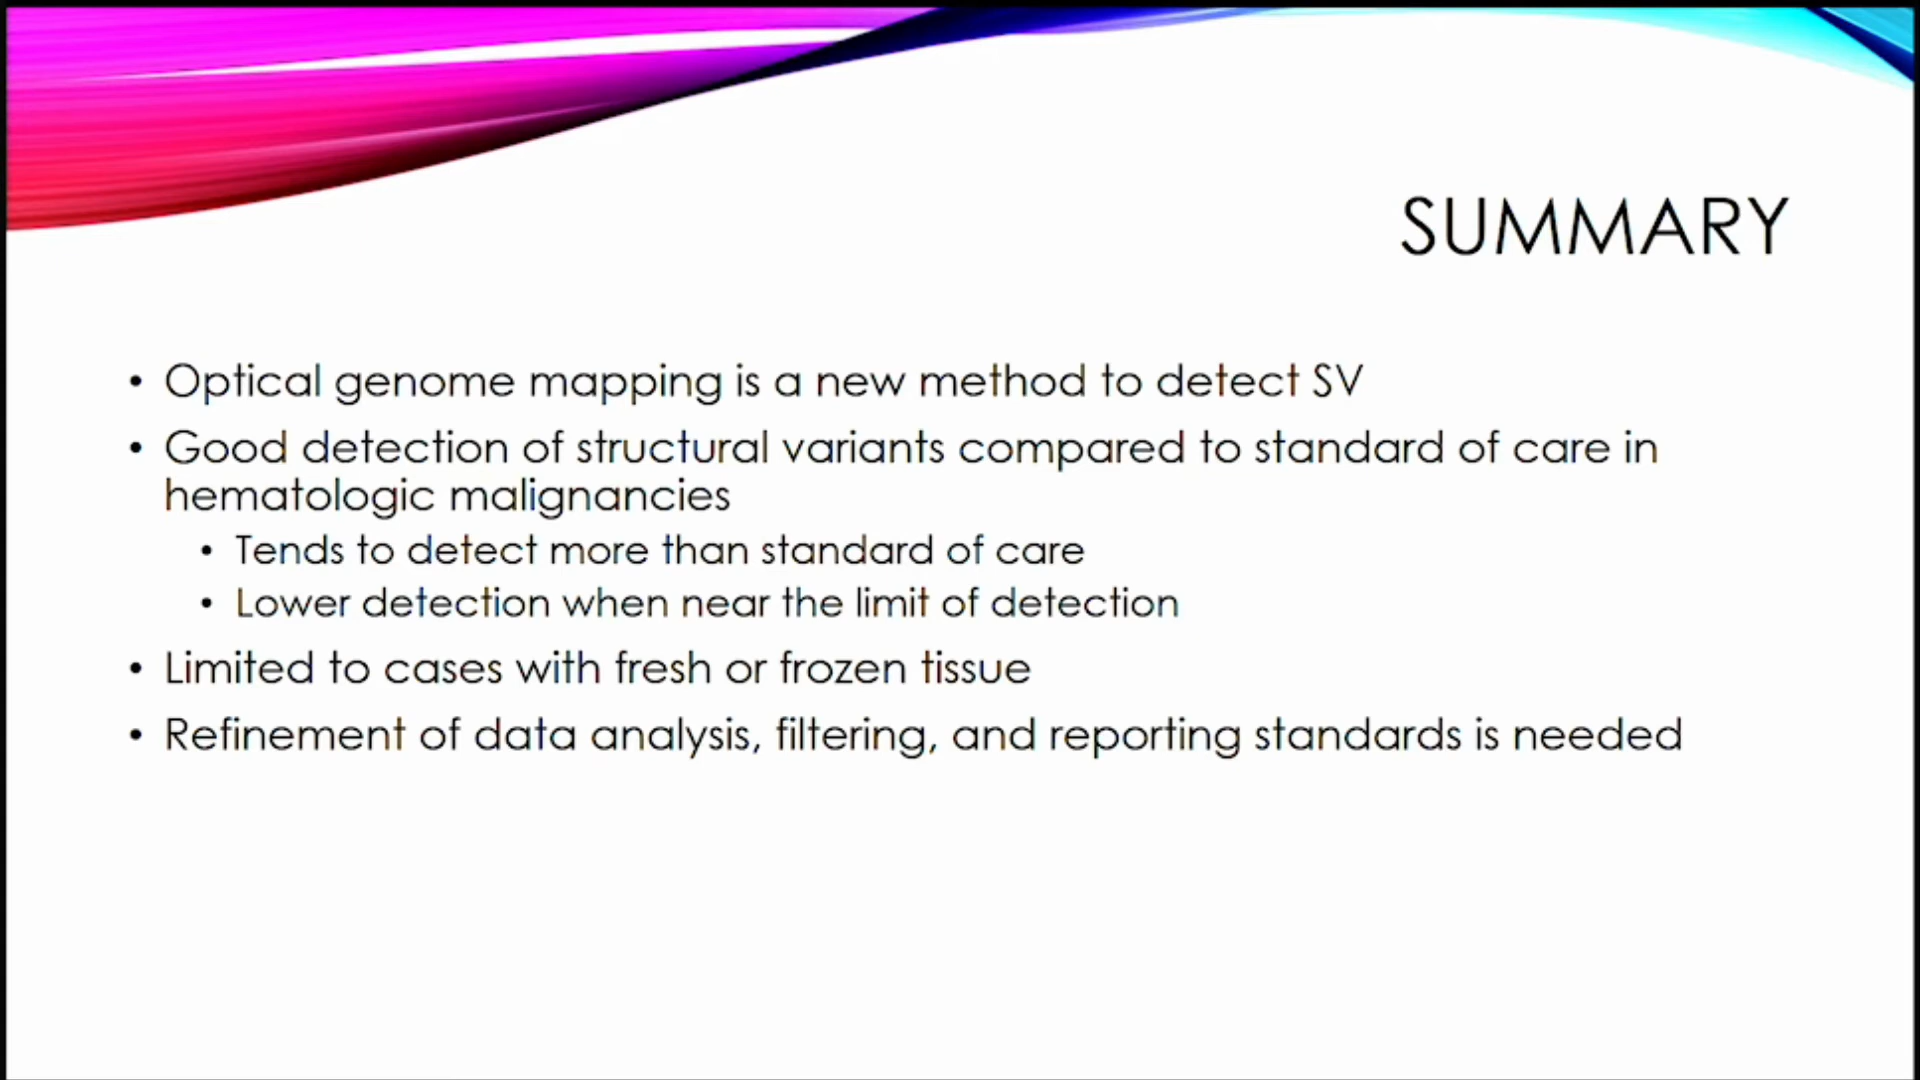 SUMMARY
• Optical genome mapping is a new method to detect SV
• Good detection of structural variants compared to standard of care in
hematologic malignancies
• Tends to detect more than standard of care
• Lower detection when near the limit of detection
• Limited to cases with fresh or frozen tissue
• Refinement of data analysis, filtering, and reporting standards is needed